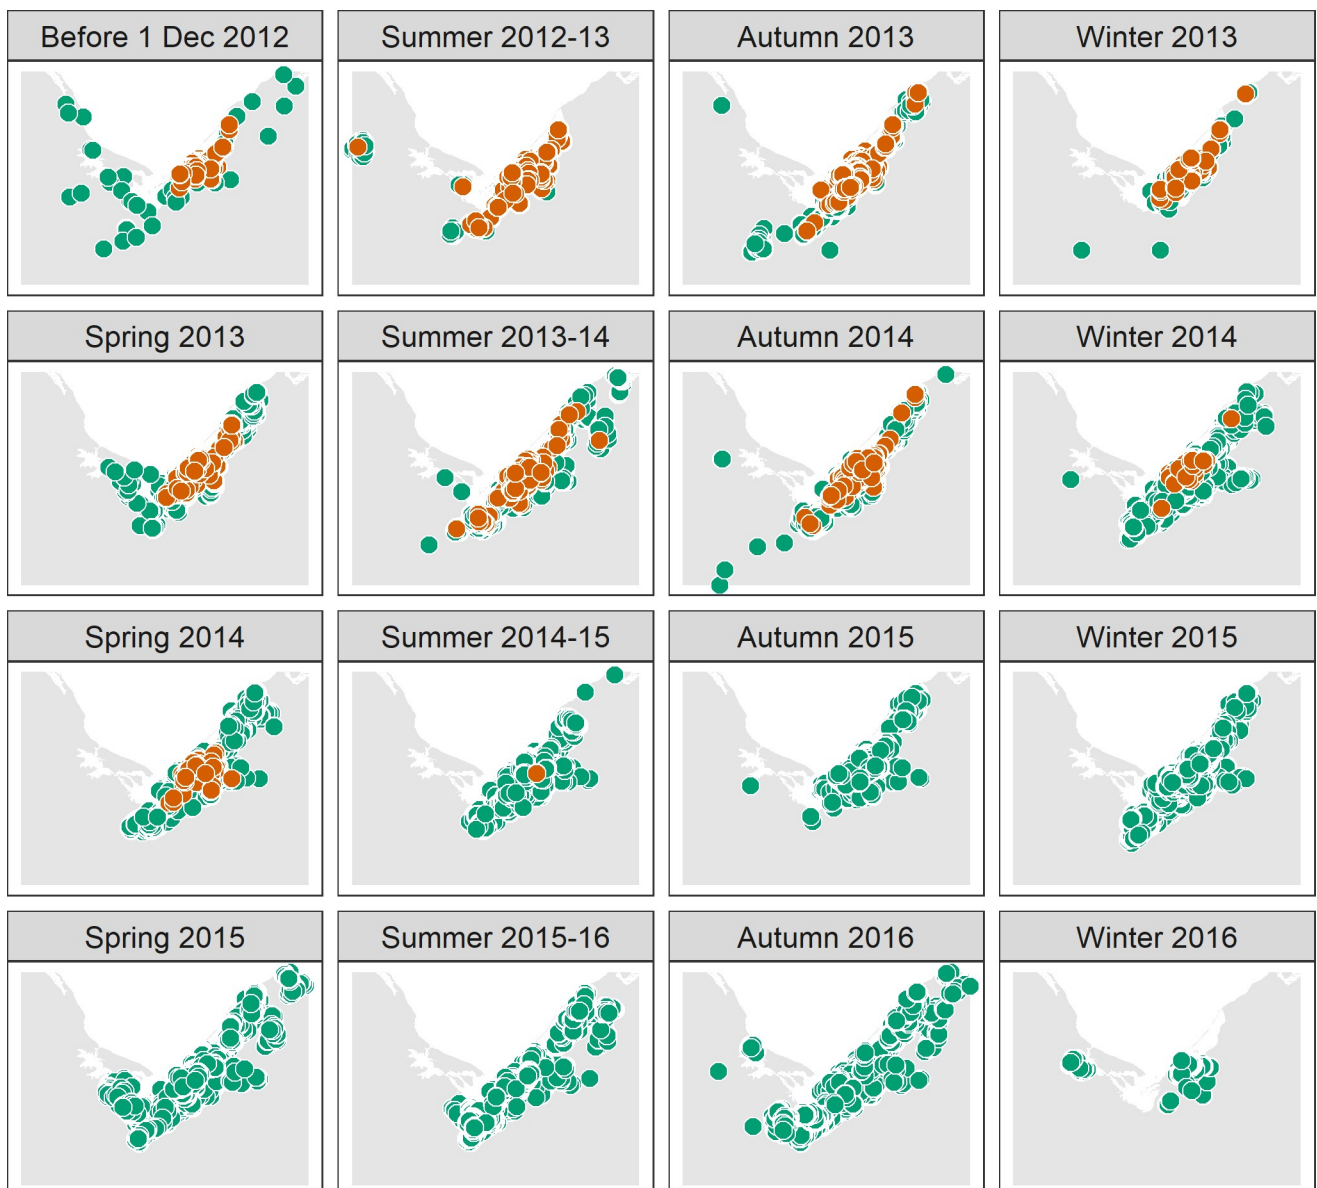 Before 1 Dec 2012
Summer 2012-13
Autumn 2013
Winter 2013
Spring 2013
Summer 2013-14
Autumn 2014
Winter 2014
Spring 2014
Summer 2014-15
Autumn 2015
Winter 2015
Spring 2015
Summer 2015-16
Autumn 2016
Winter 2016